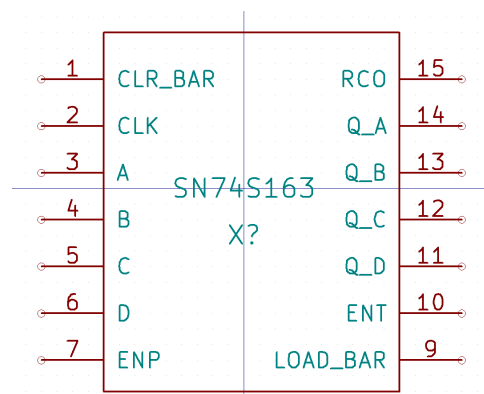 1 CLR_BAR RCO 15
2 CLK Q_A 14
3 A Q_B 13
SN74S163
4 B Q_C 12
X?
5 C Q_D 11
6 D ENT 10
7 ENP LOAD_BAR 9